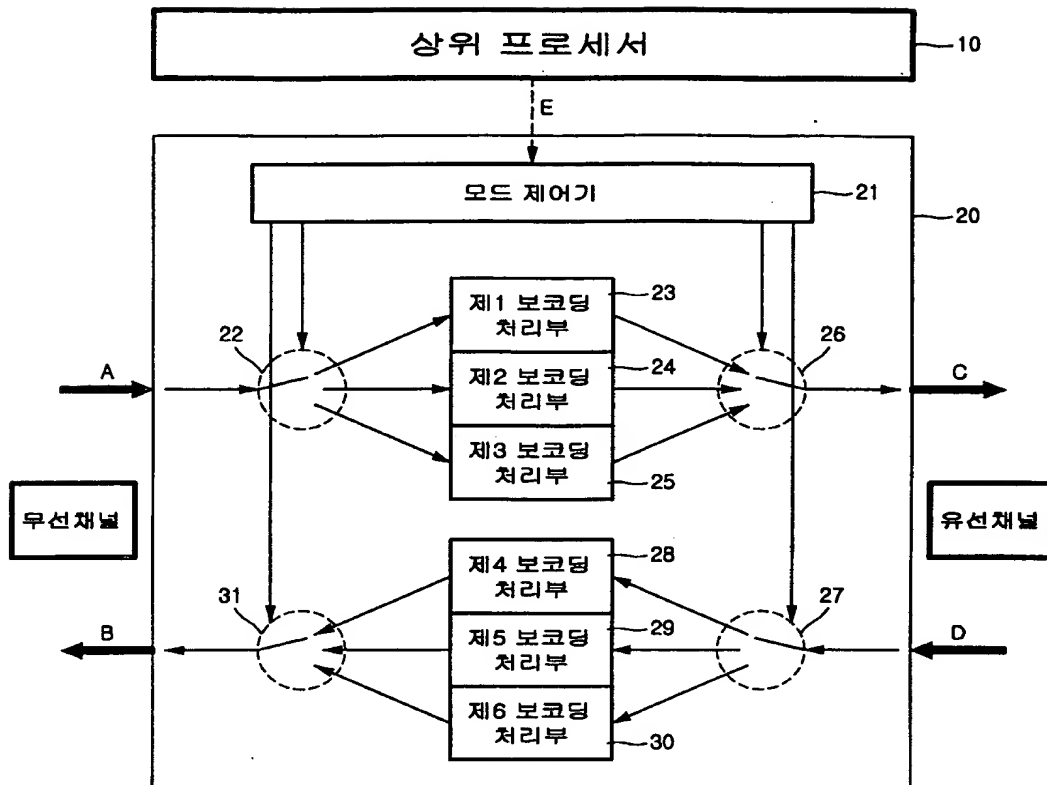 상위 프로세서
10
E
모드 제어기
21
20
제1 보코딩
처리부
23
22
26
A
제2 보코딩
처리부
24
C
제3 보코딩
처리부
25
무선채널
유선채널
제4 보코딩
처리부
28
31
27
B
제5 보코딩
처리부
29
D
제6 보코딩
처리부
30